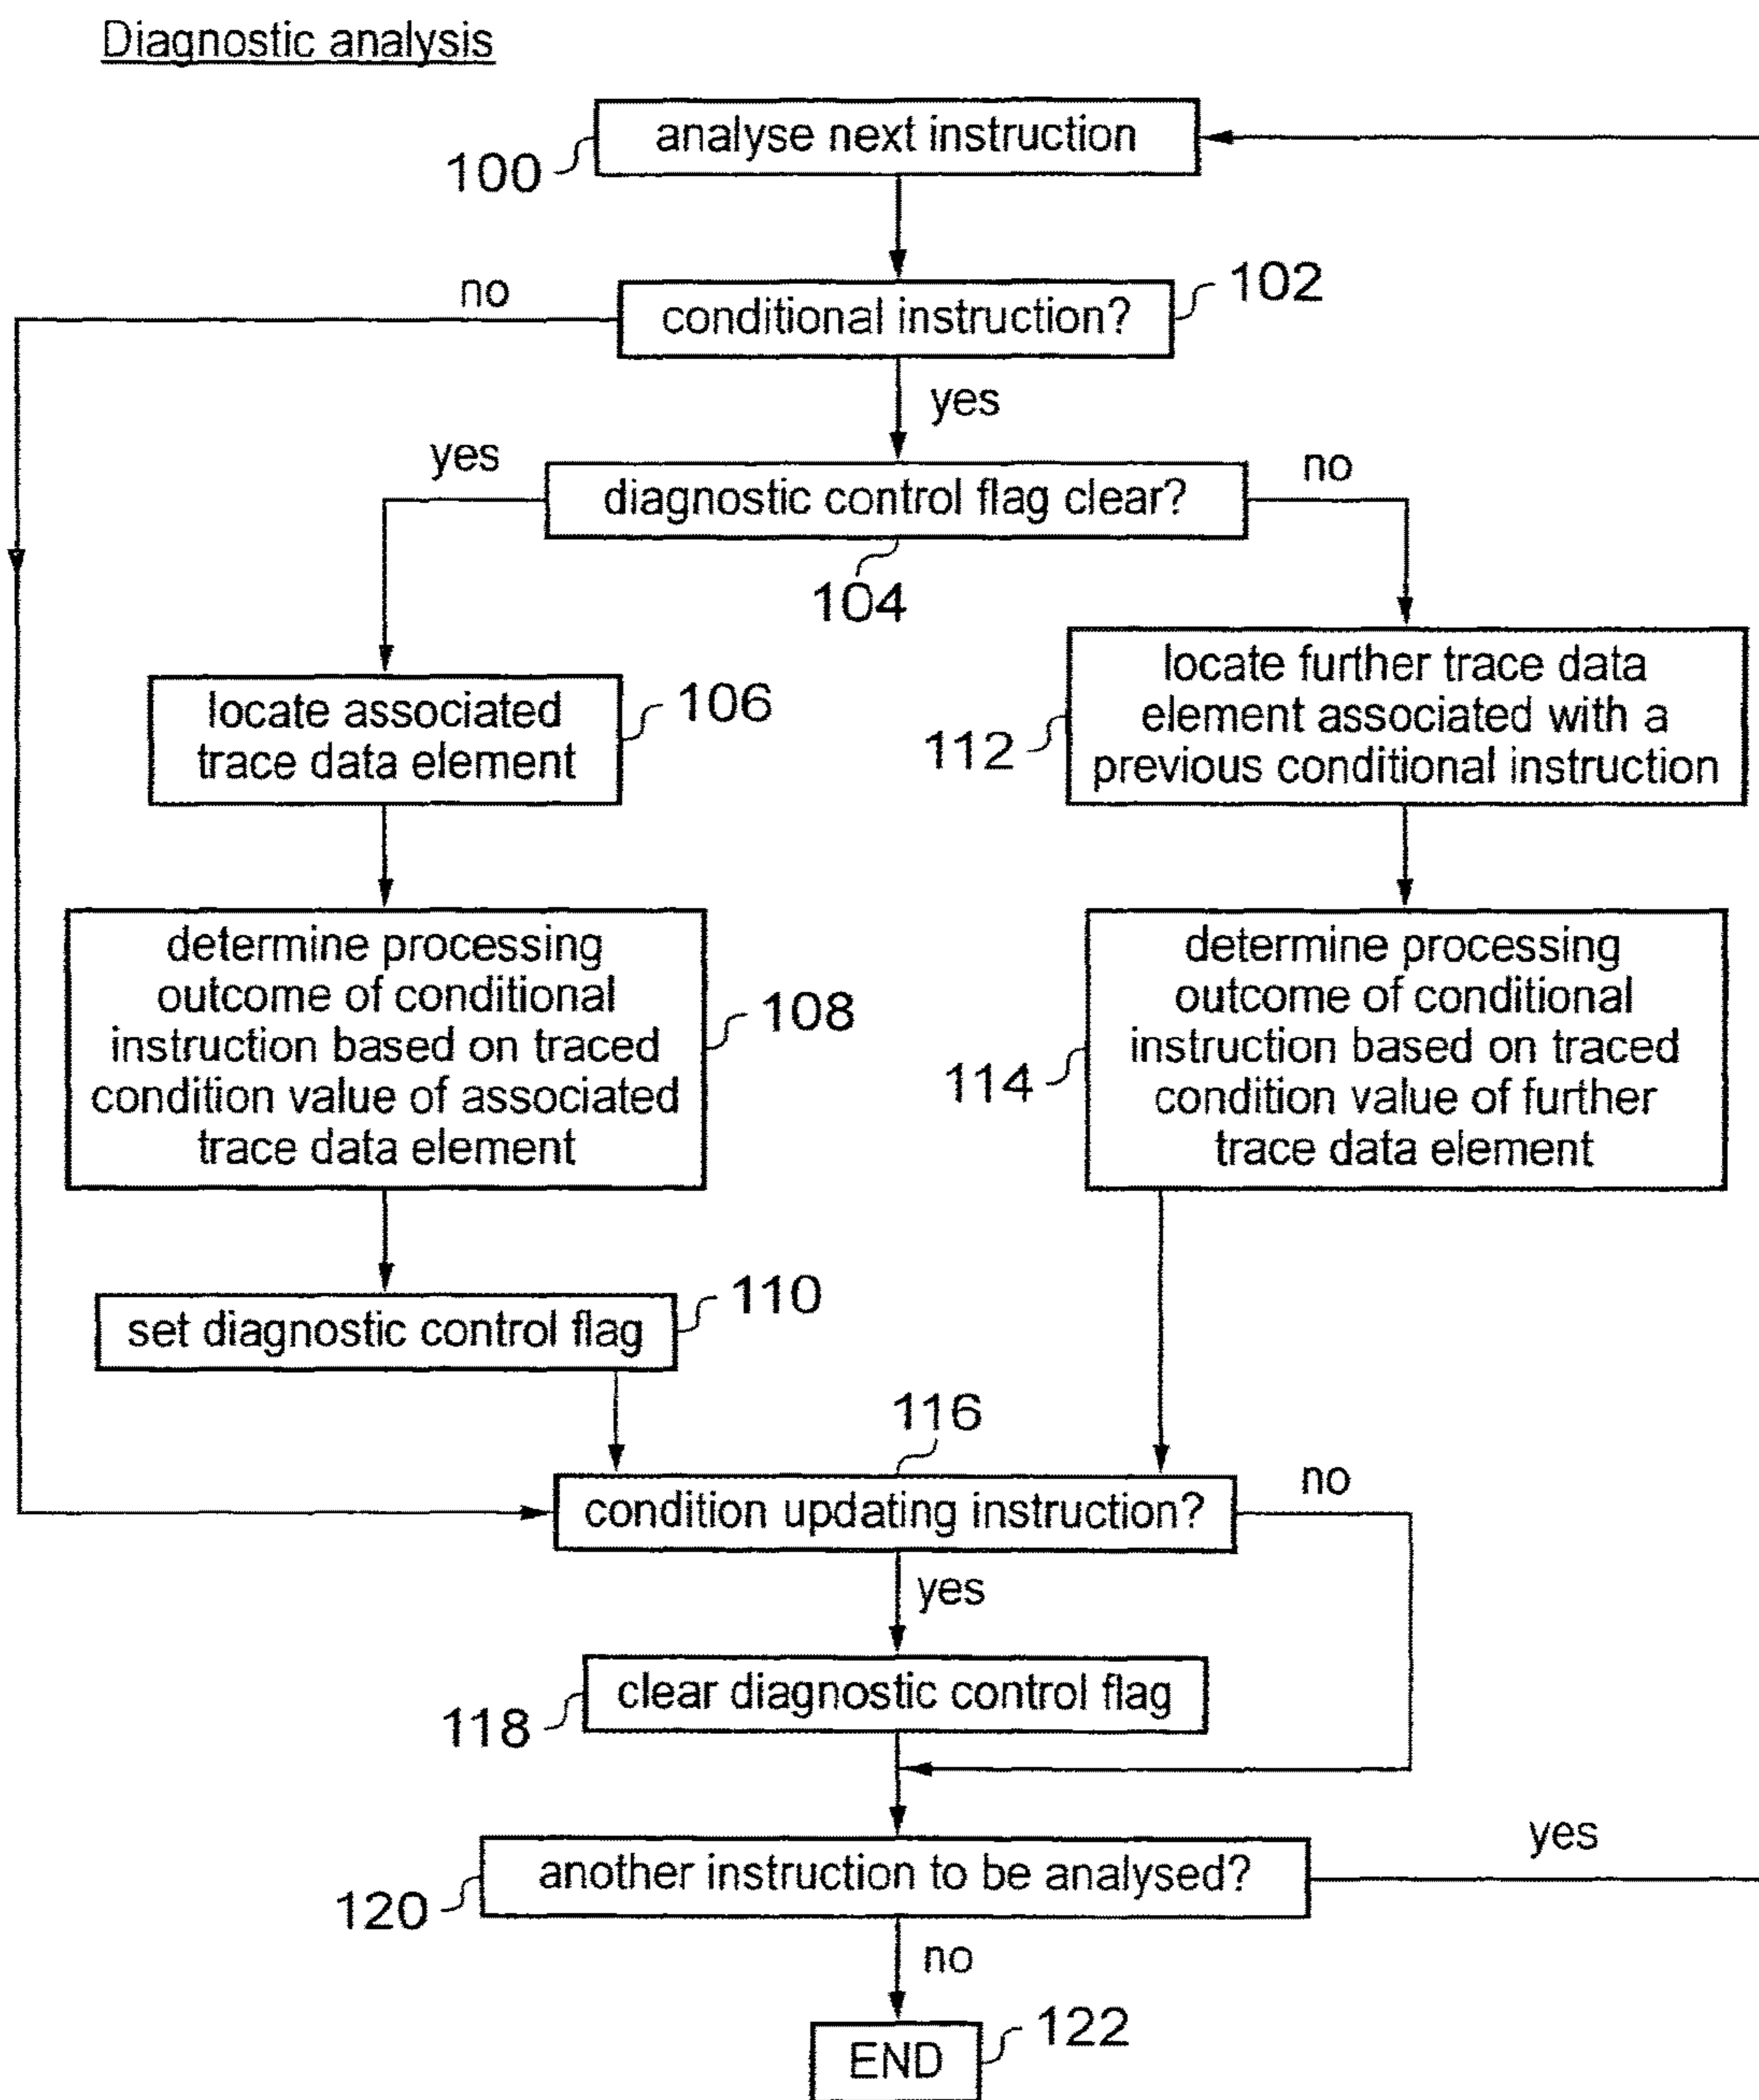 Diagnostic analysis
analyse next instruction
100
conditional instruction?
102
no
yes
diagnostic control flag clear?
yes
no
104
locate associated
trace data element
106
locate further trace data
element associated with a
previous conditional instruction
112
determine processing
outcome of conditional
instruction based on traced
condition value of associated
trace data element
108
determine processing
outcome of conditional
instruction based on traced
condition value of further
trace data element
114
set diagnostic control flag
110
116
condition updating instruction?
no
yes
clear diagnostic control flag
118
another instruction to be analysed?
yes
120
no
END
122